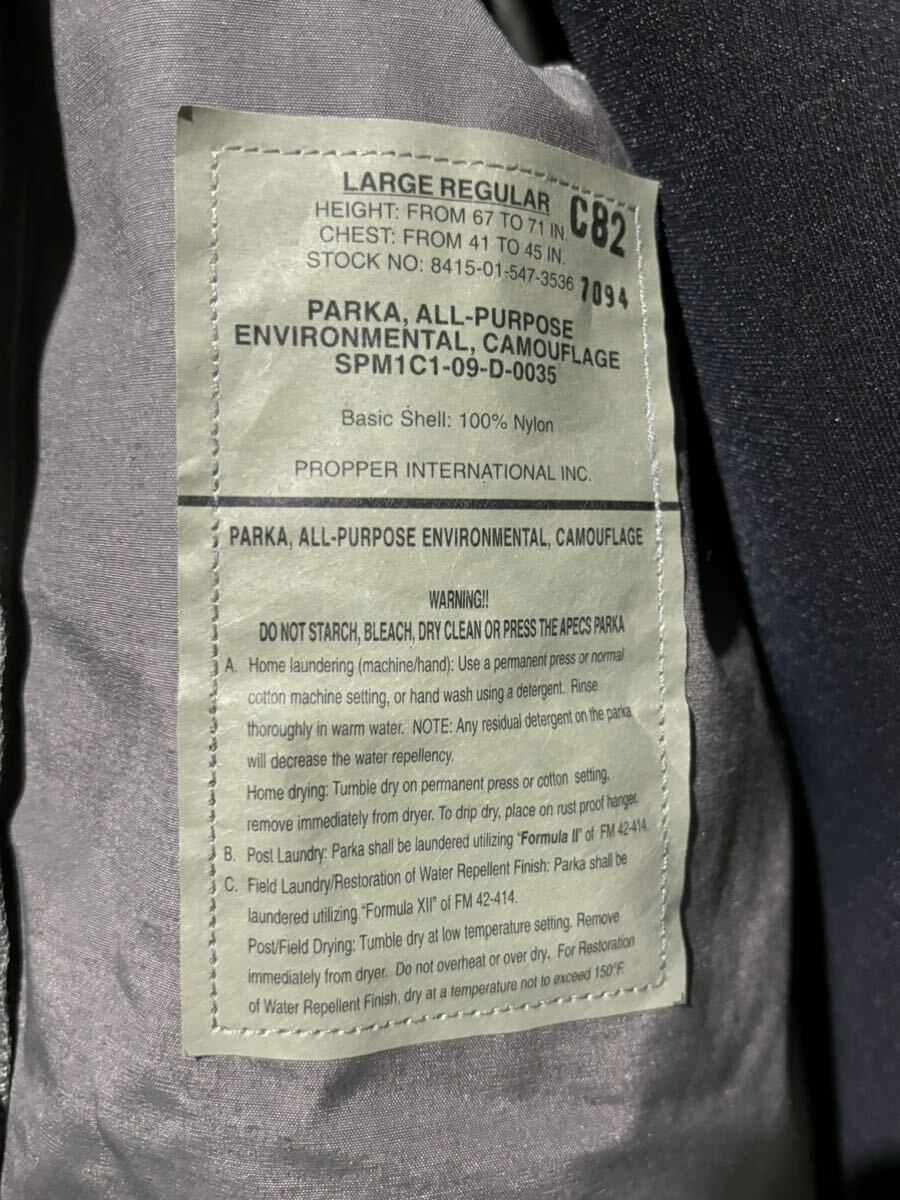 LARGE REGULAR
HEIGHT: FROM 67 TO 71 IN.
C82
CHEST: FROM 41 TO 45 IN.
STOCK NO: 8415-01-547-3536
7094
PARKA, ALL-PURPOSE
ENVIRONMENTAL, CAMOUFLAGE
SPM1C1-09-D-0035
Basic Shell: 100% Nylon
PROPPER INTERNATIONAL INC.
PARKA, ALL-PURPOSE ENVIRONMENTAL, CAMOUFLAGE
WARNING!!
DO NOT STARCH, BLEACH, DRY CLEAN OR PRESS THE APECS PARKA
A. Home laundering (machine/hand): Use a permanent press or normal
cotton machine setting, or hand wash using a detergent. Rinse
thoroughly in warm water. NOTE: Any residual detergent on the parka
will decrease the water repellency.
Home drying: Tumble dry on permanent press or cotton setting,
remove immediately from dryer. To drip dry, place on rust proof hanger.
B. Post Laundry: Parka shall be laundered utilizing "Formula II" of FM 42-414.
C. Field Laundry/Restoration of Water Repellent Finish: Parka shall be
laundered utilizing "Formula XII" of FM 42-414.
Post/Field Drying: Tumble dry at low temperature setting. Remove
immediately from dryer. Do not overheat or over dry. For Restoration
of Water Repellent Finish, dry at a temperature not to exceed 150°F.